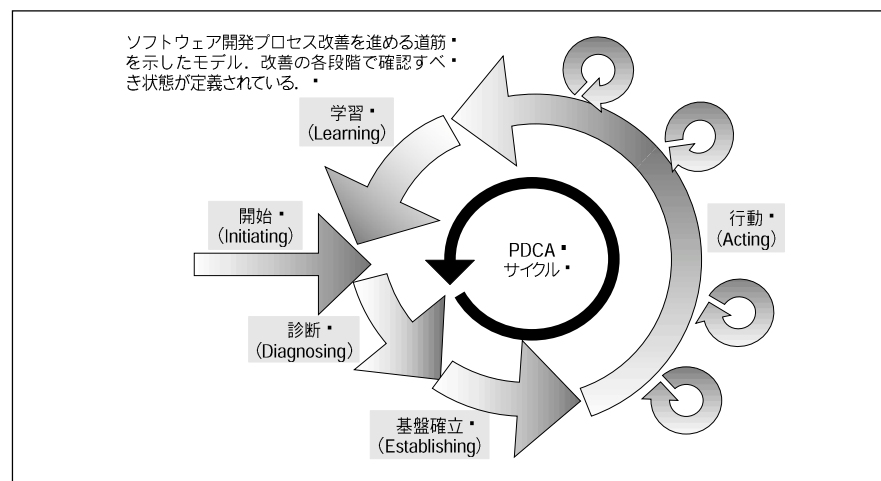 ソフトウェア開発プロセス改善を進める道筋▪
を示したモデル．改善の各段階で確認すべ▪
き状態が定義されている．▪
学習▪
(Learning)
開始▪
(Initiating)
PDCA▪
サイクル▪
行動▪
(Acting)
診断▪
(Diagnosing)
基盤確立▪
(Establishing)